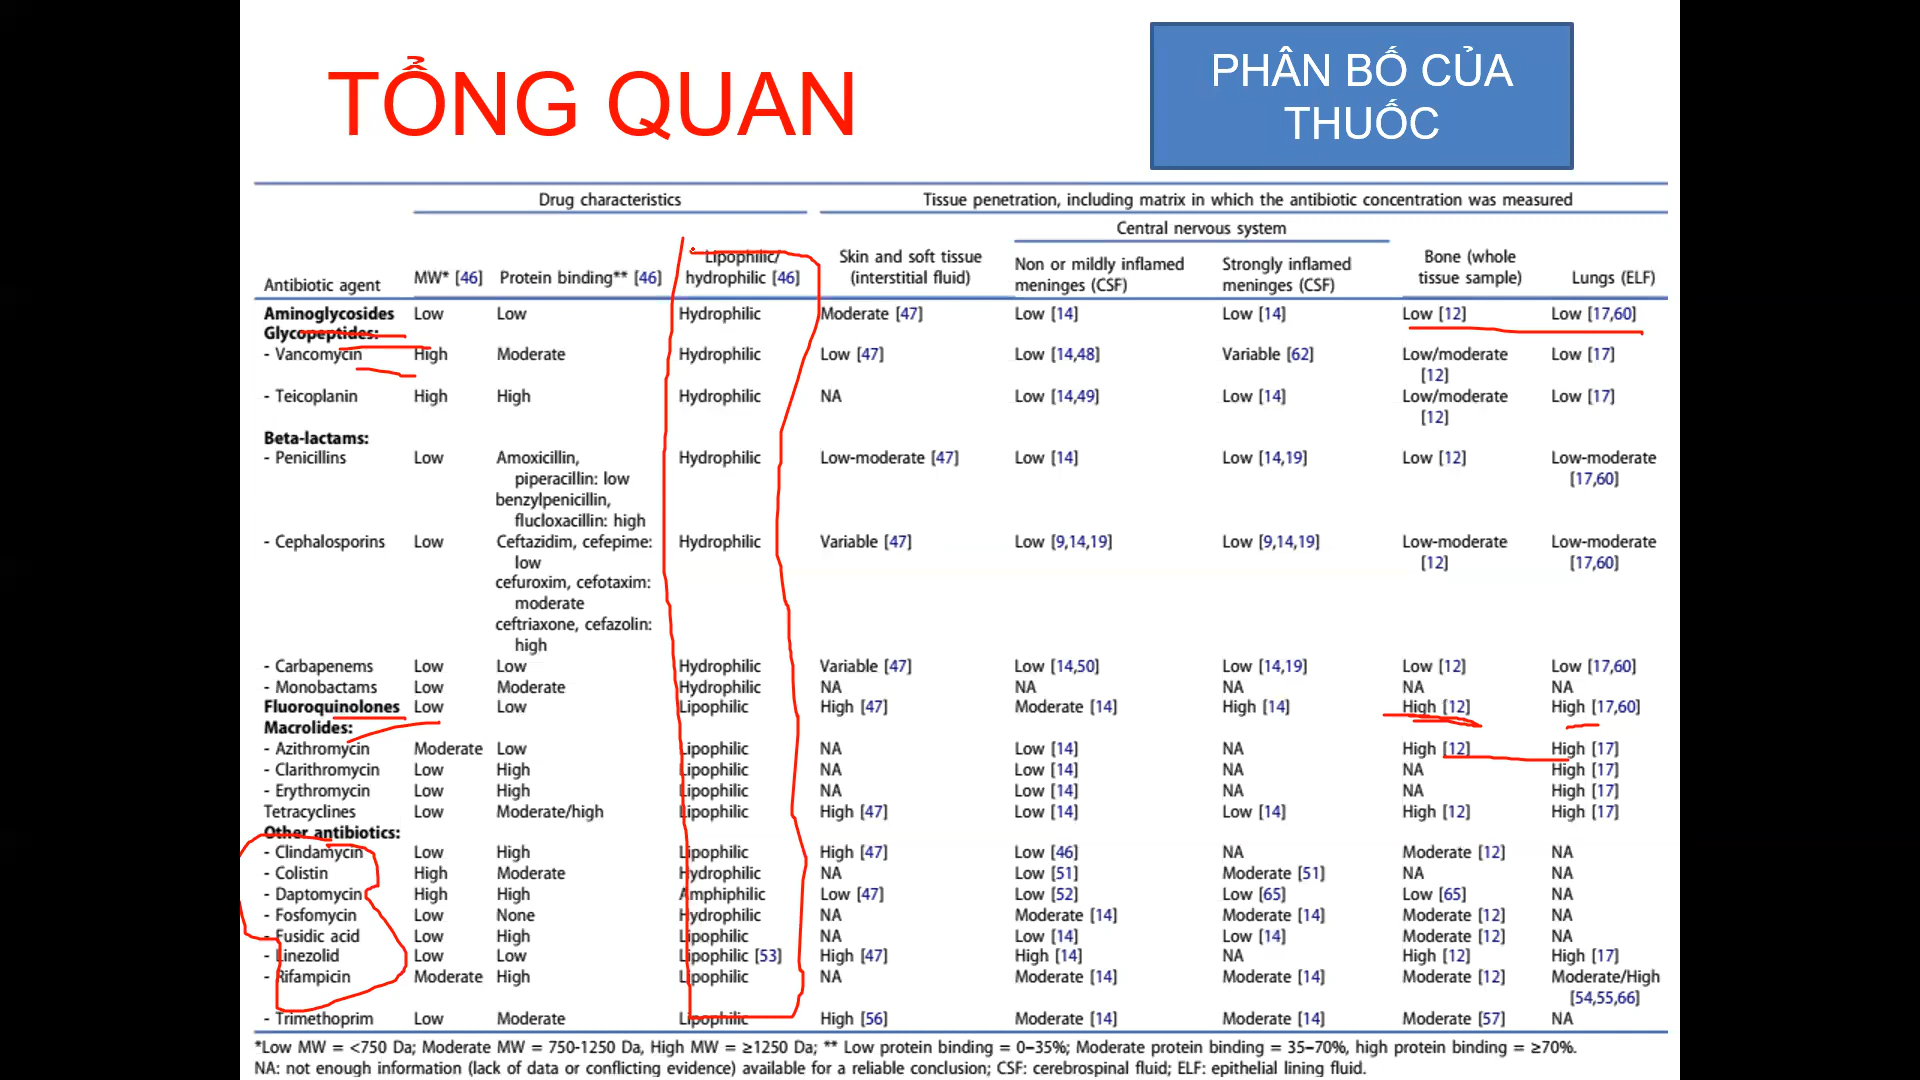 TỔNG QUAN
PHÂN BỐ CỦA
THUỐC
Drug characteristics
Tissue penetration, including matrix in which the antibiotic concentration was measured
Central nervous system
Antibiotic agent MW* [46] Protein binding** [46] Lipophilic/ hydrophilic [46] Skin and soft tissue (interstitial fluid) Non or mildly inflamed meninges (CSF) Strongly inflamed meninges (CSF) Bone (whole tissue sample) Lungs (ELF)
Aminoglycosides Low Low Hydrophilic Moderate [47] Low [14] Low [14] Low [12] Low [17,60]
Glycopeptides:
- Vancomycin High Moderate Hydrophilic Low [47] Low [14,48] Variable [62] Low/moderate [12] Low [17]
- Teicoplanin High High Hydrophilic NA Low [14,49] Low [14] Low/moderate [12] Low [17]
Beta-lactams:
- Penicillins Low Amoxicillin, piperacillin: low benzylpenicillin, flucloxacillin: high Hydrophilic Low-moderate [47] Low [14] Low [14,19] Low [12] Low-moderate [17,60]
- Cephalosporins Low Ceftazidim, cefepime: low cefuroxim, cefotaxim: moderate ceftriaxone, cefazolin: high Hydrophilic Variable [47] Low [9,14,19] Low [9,14,19] Low-moderate [12] Low-moderate [17,60]
- Carbapenems Low Low Hydrophilic Variable [47] Low [14,50] Low [14,19] Low [12] Low [17,60]
- Monobactams Low Moderate Hydrophilic NA NA NA NA NA
Fluoroquinolones Low Low Lipophilic High [47] Moderate [14] High [14] High [12] High [17,60]
Macrolides:
- Azithromycin Moderate Low Lipophilic NA Low [14] NA High [12] High [17]
- Clarithromycin Low High Lipophilic NA Low [14] NA NA High [17]
- Erythromycin Low High Lipophilic NA Low [14] NA NA High [17]
Tetracyclines Low Moderate/high Lipophilic High [47] Low [14] Low [14] High [12] High [17]
Other antibiotics:
- Clindamycin Low High Lipophilic High [47] Low [46] NA Moderate [12] NA
- Colistin High Moderate Hydrophilic NA Low [51] Moderate [51] NA NA
- Daptomycin High High Amphiphilic Low [47] Low [52] Low [65] Low [65] NA
- Fosfomycin Low None Hydrophilic NA Moderate [14] Moderate [14] Moderate [12] NA
- Fusidic acid Low High Lipophilic NA Low [14] Low [14] Moderate [12] NA
- Linezolid Low Low Lipophilic [53] High [47] High [14] NA High [12] High [17]
- Rifampicin Moderate High Lipophilic NA Moderate [14] Moderate [14] Moderate [12] Moderate/High [54,55,66]
- Trimethoprim Low Moderate Lipophilic High [56] Moderate [14] Moderate [14] Moderate [57] NA
*Low MW = <750 Da; Moderate MW = 750-1250 Da, High MW = ≥1250 Da; ** Low protein binding = 0–35%; Moderate protein binding = 35–70%, high protein binding = ≥70%.
NA: not enough information (lack of data or conflicting evidence) available for a reliable conclusion; CSF: cerebrospinal fluid; ELF: epithelial lining fluid.